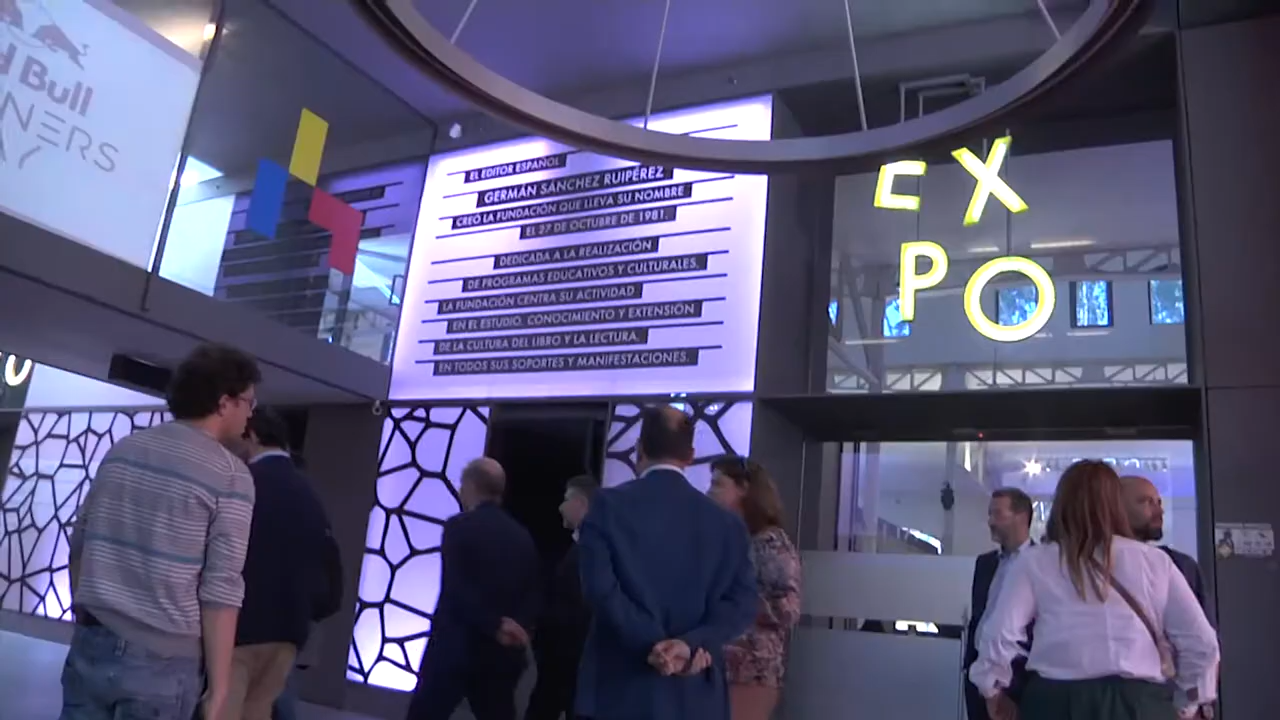 Red Bull
EL EDITOR ESPAÑOL
GERMÁN SÁNCHEZ RUIPÉREZ
CREÓ LA FUNDACIÓN QUE LLEVA SU NOMBRE
EL 27 DE OCTUBRE DE 1981.
DEDICADA A LA REALIZACIÓN
DE PROGRAMAS EDUCATIVOS Y CULTURALES,
LA FUNDACIÓN CENTRA SU ACTIVIDAD
EN EL ESTUDIO, CONOCIMIENTO Y EXTENSIÓN
DE LA CULTURA DEL LIBRO Y LA LECTURA,
EN TODOS SUS SOPORTES Y MANIFESTACIONES.
EX
PO